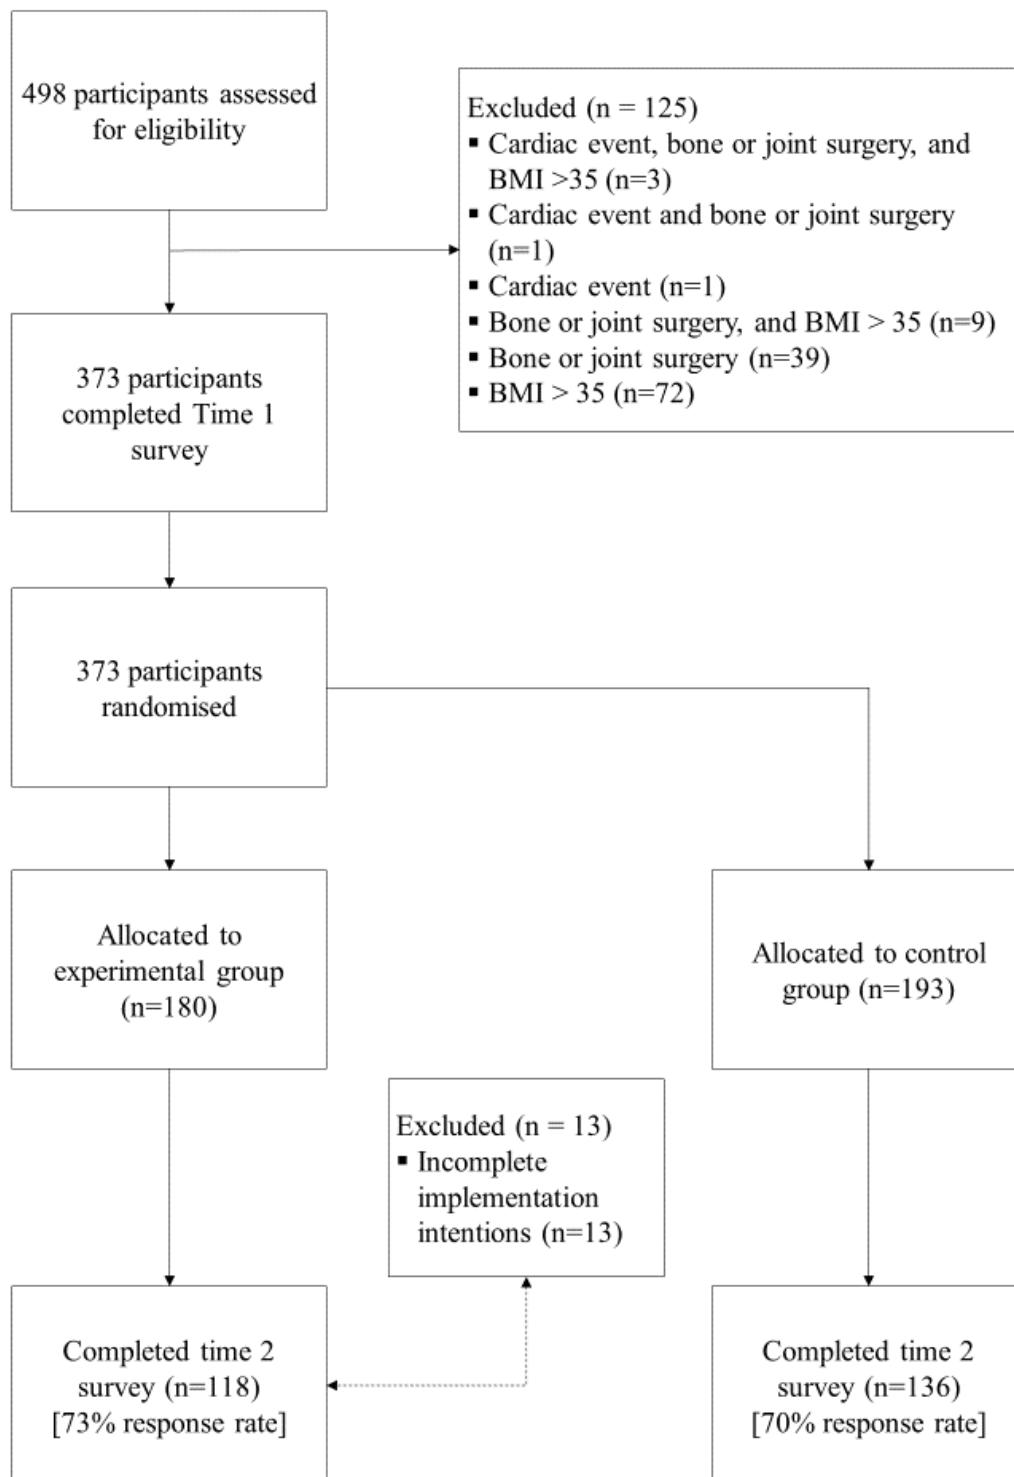 498 participants assessed
for eligibility
Excluded (n = 125)
▪ Cardiac event, bone or joint surgery, and
BMI >35 (n=3)
▪ Cardiac event and bone or joint surgery
(n=1)
▪ Cardiac event (n=1)
▪ Bone or joint surgery, and BMI > 35 (n=9)
▪ Bone or joint surgery (n=39)
▪ BMI > 35 (n=72)
373 participants
completed Time 1
survey
373 participants
randomised
Allocated to
experimental group
(n=180)
Allocated to control
group (n=193)
Excluded (n = 13)
▪ Incomplete
implementation
intentions (n=13)
Completed time 2
survey (n=118)
[73% response rate]
Completed time 2
survey (n=136)
[70% response rate]